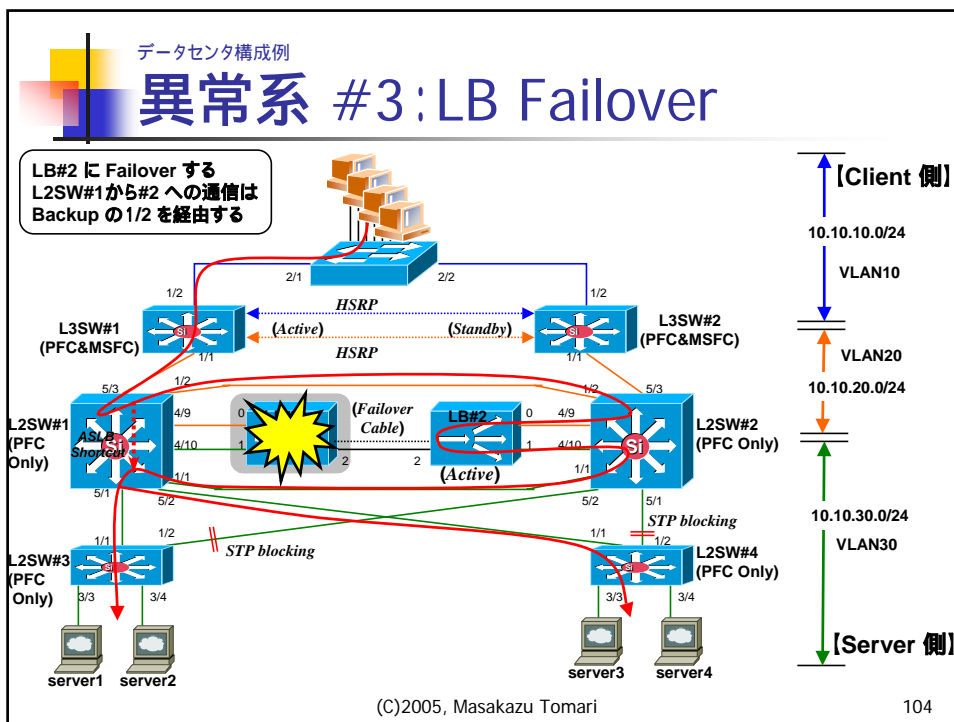 データセンタ構成例
異常系 #3:LB Failover
LB#2 に Failover する
L2SW#1から#2 への通信は
Backup の1/2 を経由する
【Client 側】
10.10.10.0/24
VLAN10
2/1
2/2
1/2
HSRP
1/2
Si
L3SW#1
(PFC&MSFC)
(Active)
(Standby)
Si
L3SW#2
(PFC&MSFC)
HSRP
1/1
1/1
VLAN20
10.10.20.0/24
5/3
1/2
1/2
5/3
L2SW#1
(PFC
Only)
ASLB
Shortcut
Si
4/9
0
(Failover
Cable)
LB#2
0
4/9
L2SW#2
(PFC Only)
Si
4/10
1
2
2
1
4/10
(Active)
1/1
1/1
5/1
5/2
5/2
5/1
10.10.30.0/24
VLAN30
1/1
1/2
STP blocking
1/1
STP blocking
1/2
L2SW#3
(PFC
Only)
Si
Si
L2SW#4
(PFC Only)
3/3
3/4
3/3
3/4
server1
server2
server3
server4
【Server 側】
(C)2005, Masakazu Tomari
104